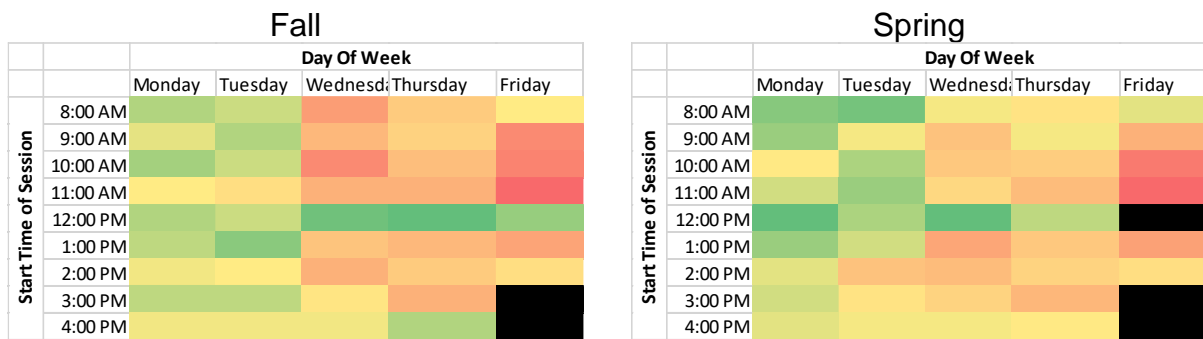 Fall
Day Of Week
Monday Tuesday Wednesda Thursday Friday
Start Time of Session
8:00 AM
9:00 AM
10:00 AM
11:00 AM
12:00 PM
1:00 PM
2:00 PM
3:00 PM
4:00 PM
Spring
Day Of Week
Monday Tuesday Wednesda Thursday Friday
Start Time of Session
8:00 AM
9:00 AM
10:00 AM
11:00 AM
12:00 PM
1:00 PM
2:00 PM
3:00 PM
4:00 PM